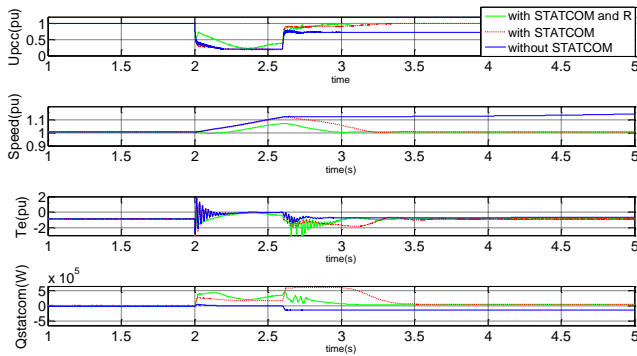 with STATCOM and R
with STATCOM
without STATCOM
Upcc(pu)
1
0.5
0
1 1.5 2 2.5 3 3.5 4 4.5 5
time
Speed(pu)
1.1
1
0.9
1 1.5 2 2.5 3 3.5 4 4.5 5
time(s)
Te(pu)
2
0
-2
1 1.5 2 2.5 3 3.5 4 4.5 5
time(s)
Qstatcom(W)
x 10^5
5
0
-5
1 1.5 2 2.5 3 3.5 4 4.5 5
time(s)